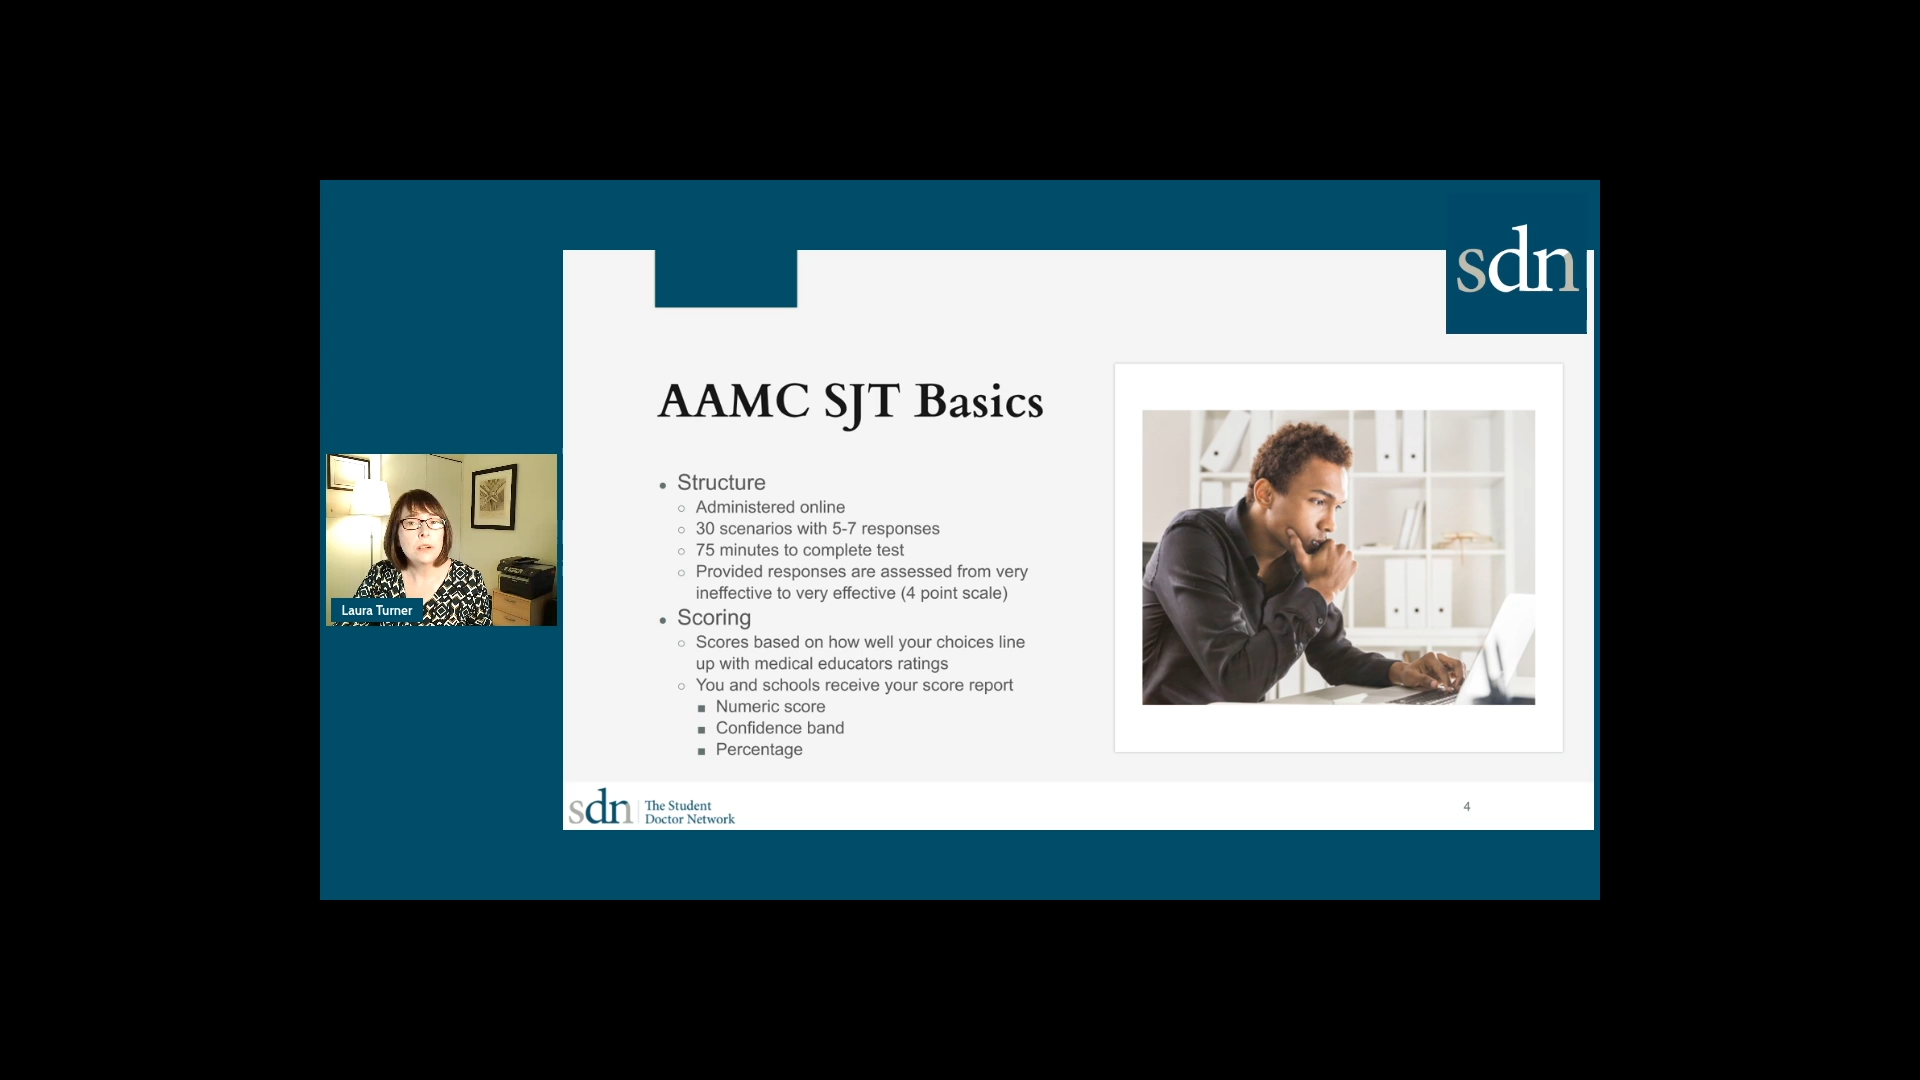 sdn
AAMC SJT Basics
• Structure
○ Administered online
○ 30 scenarios with 5-7 responses
○ 75 minutes to complete test
○ Provided responses are assessed from very
ineffective to very effective (4 point scale)
• Scoring
○ Scores based on how well your choices line
up with medical educators ratings
○ You and schools receive your score report
■ Numeric score
■ Confidence band
■ Percentage
Laura Turner
sdn
The Student
Doctor Network
4